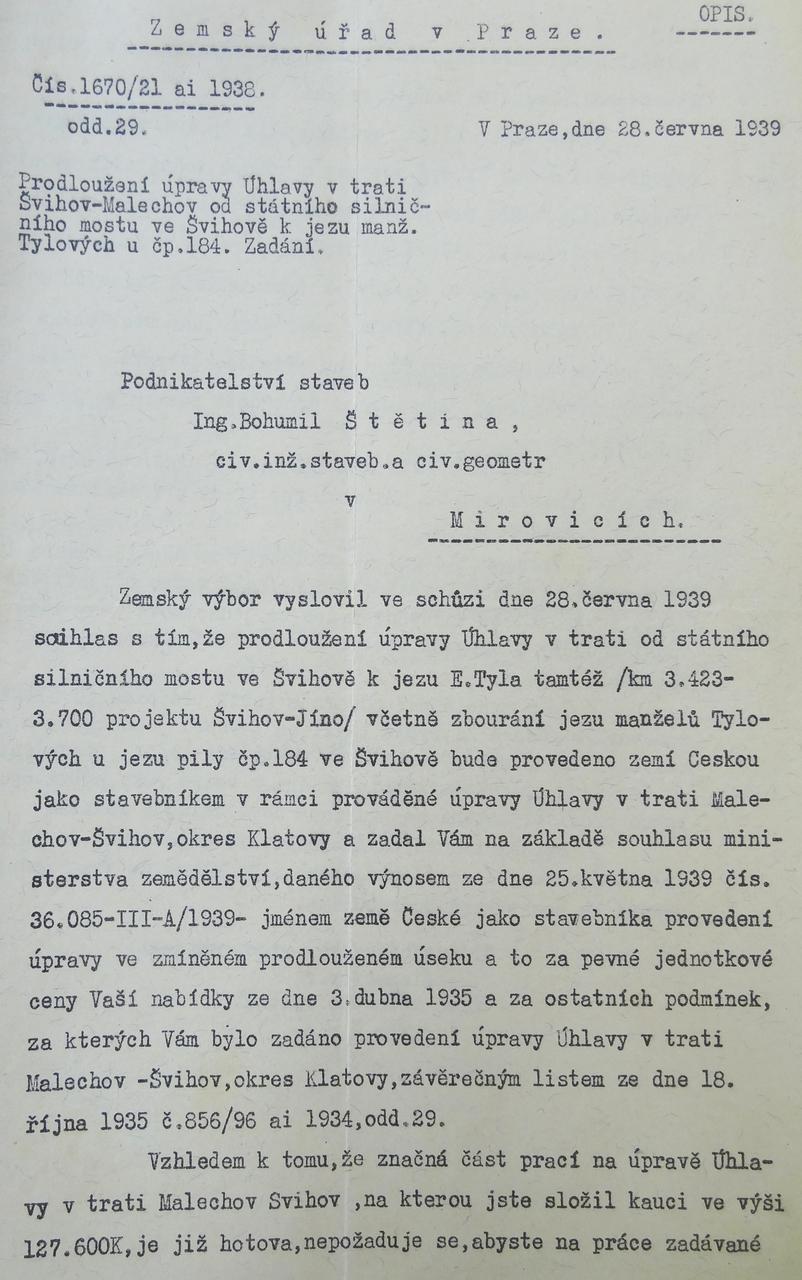 OPIS.
Zemský úřad v Praze.
Čís.1670/21 ai 1938.
odd.29.
V Praze,dne 28.června 1939
Prodloužení úpravy Úhlavy v trati
Švihov-Malechov od státního silnič-
ního mostu ve Švihově k jezu manž.
Tylových u čp.184. Zadání.
Podnikatelství staveb
Ing.Bohumil Štětina,
civ.inž.staveb.a civ.geometr
v
Mirovicích.
Zemský výbor vyslovil ve schůzi dne 28.června 1939
souhlas s tím,že prodloužení úpravy Úhlavy v trati od státního
silničního mostu ve Švihově k jezu E.Tyla tamtéž /km 3.423-
3.700 projektu Švihov-Jíno/ včetně zbourání jezu manželů Tylo-
vých u jezu pily čp.184 ve Švihově bude provedeno zemí Českou
jako stavebníkem v rámci prováděné úpravy Úhlavy v trati Male-
chov-Švihov,okres Klatovy a zadal Vám na základě souhlasu mini-
sterstva zemědělství,daného výnosem ze dne 25.května 1939 čís.
36.085-III-A/1939- jménem země České jako stavebníka provedení
úpravy ve zmíněném prodlouženém úseku a to za pevné jednotkové
ceny Vaší nabídky ze dne 3.dubna 1935 a za ostatních podmínek,
za kterých Vám bylo zadáno provedení úpravy Úhlavy v trati
Malechov -Švihov,okres Klatovy,závěrečným listem ze dne 18.
října 1935 č.856/96 ai 1934,odd.29.
Vzhledem k tomu,že značná část prací na úpravě Úhla-
vy v trati Malechov Svihov ,na kterou jste složil kauci ve výši
127.600K,je již hotova,nepožaduje se,abyste na práce zadávané